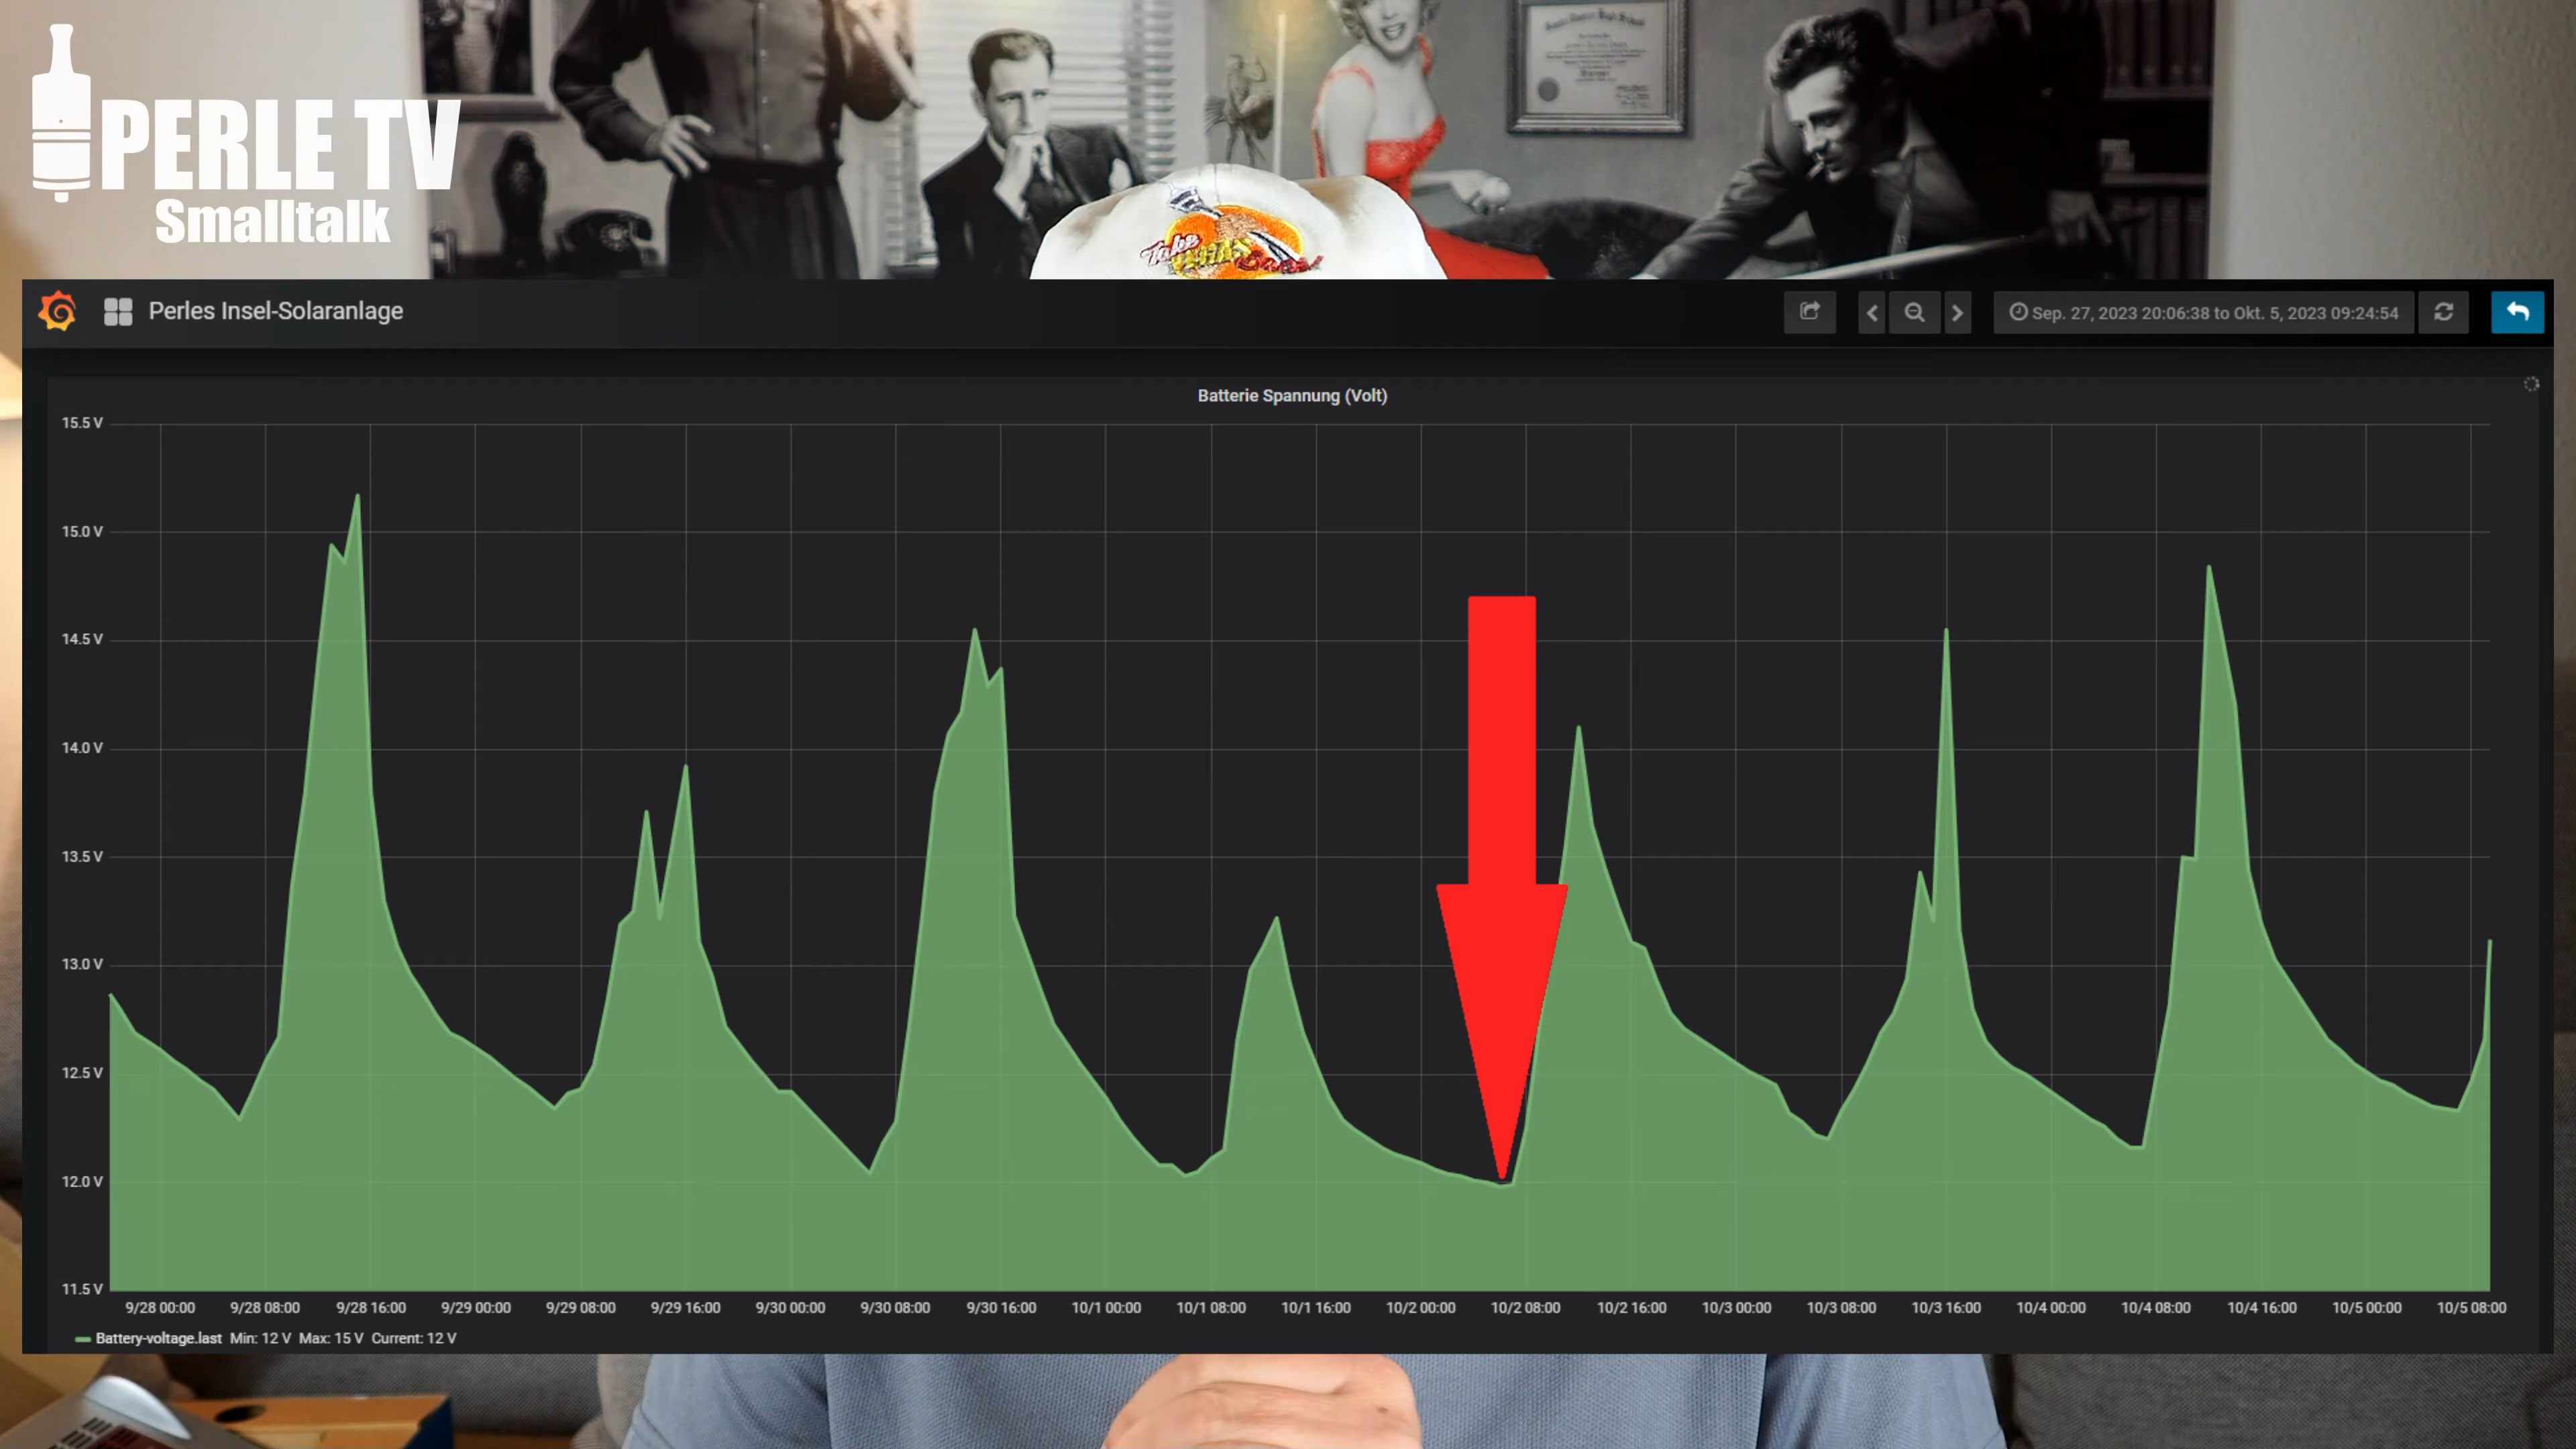 PERLE TV
Smalltalk
Take
Perles Insel-Solaranlage
Sep. 27, 2023 20:06:38 to Okt. 5, 2023 09:24:54
Batterie Spannung (Volt)
15.5 V
15.0 V
14.5 V
14.0 V
13.5 V
13.0 V
12.5 V
12.0 V
11.5 V
9/28 00:00 9/28 08:00 9/28 16:00 9/29 00:00 9/29 08:00 9/29 16:00 9/30 00:00 9/30 08:00 9/30 16:00 10/1 00:00 10/1 08:00 10/1 16:00 10/2 00:00 10/2 08:00 10/2 16:00 10/3 00:00 10/3 08:00 10/3 16:00 10/4 00:00 10/4 08:00 10/4 16:00 10/5 00:00 10/5 08:00
Battery-voltage.last Min: 12 V Max: 15 V Current: 12 V